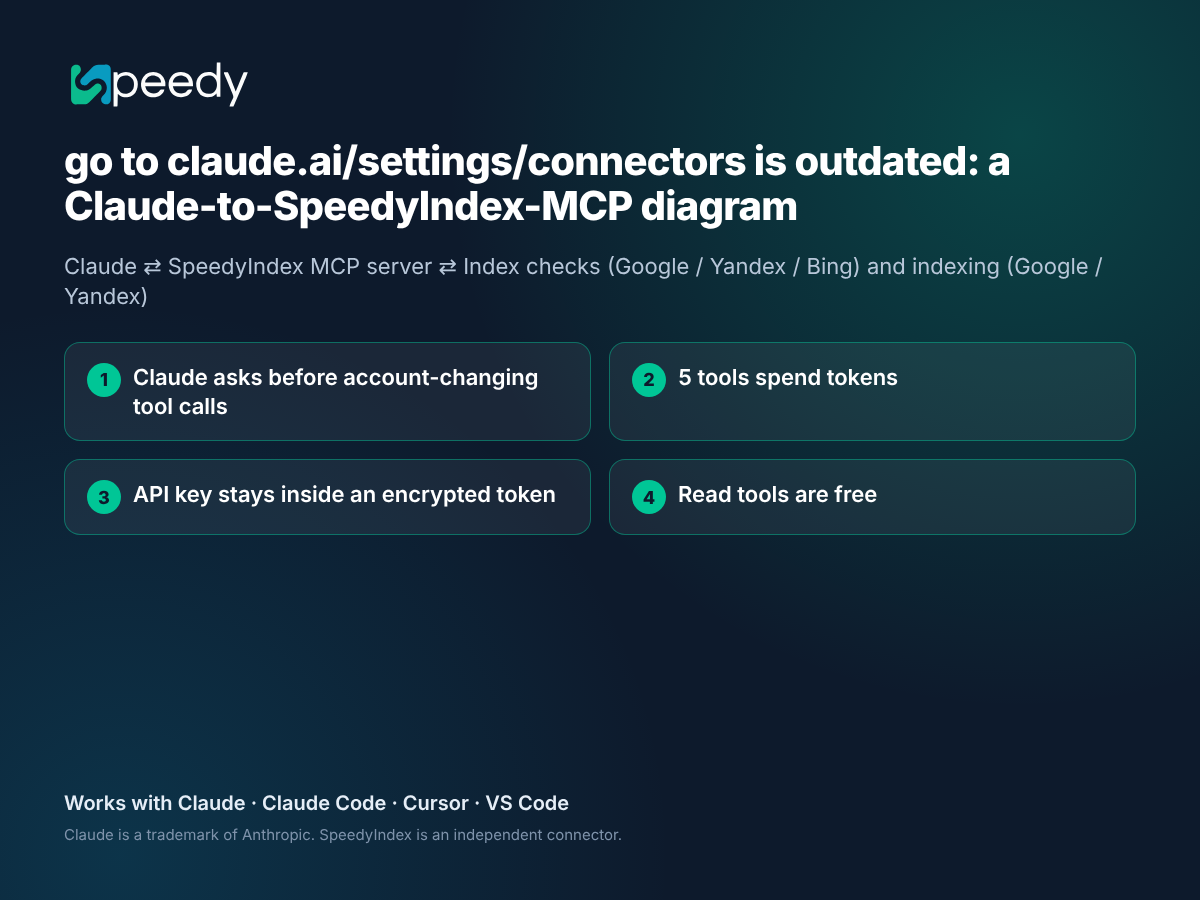 Speedy
go to claude.ai/settings/connectors is outdated: a
Claude-to-SpeedyIndex-MCP diagram
Claude ⇄ SpeedyIndex MCP server ⇄ Index checks (Google / Yandex / Bing) and indexing (Google /
Yandex)
1 Claude asks before account-changing
tool calls
2 5 tools spend tokens
3 API key stays inside an encrypted token
4 Read tools are free
Works with Claude · Claude Code · Cursor · VS Code
Claude is a trademark of Anthropic. SpeedyIndex is an independent connector.